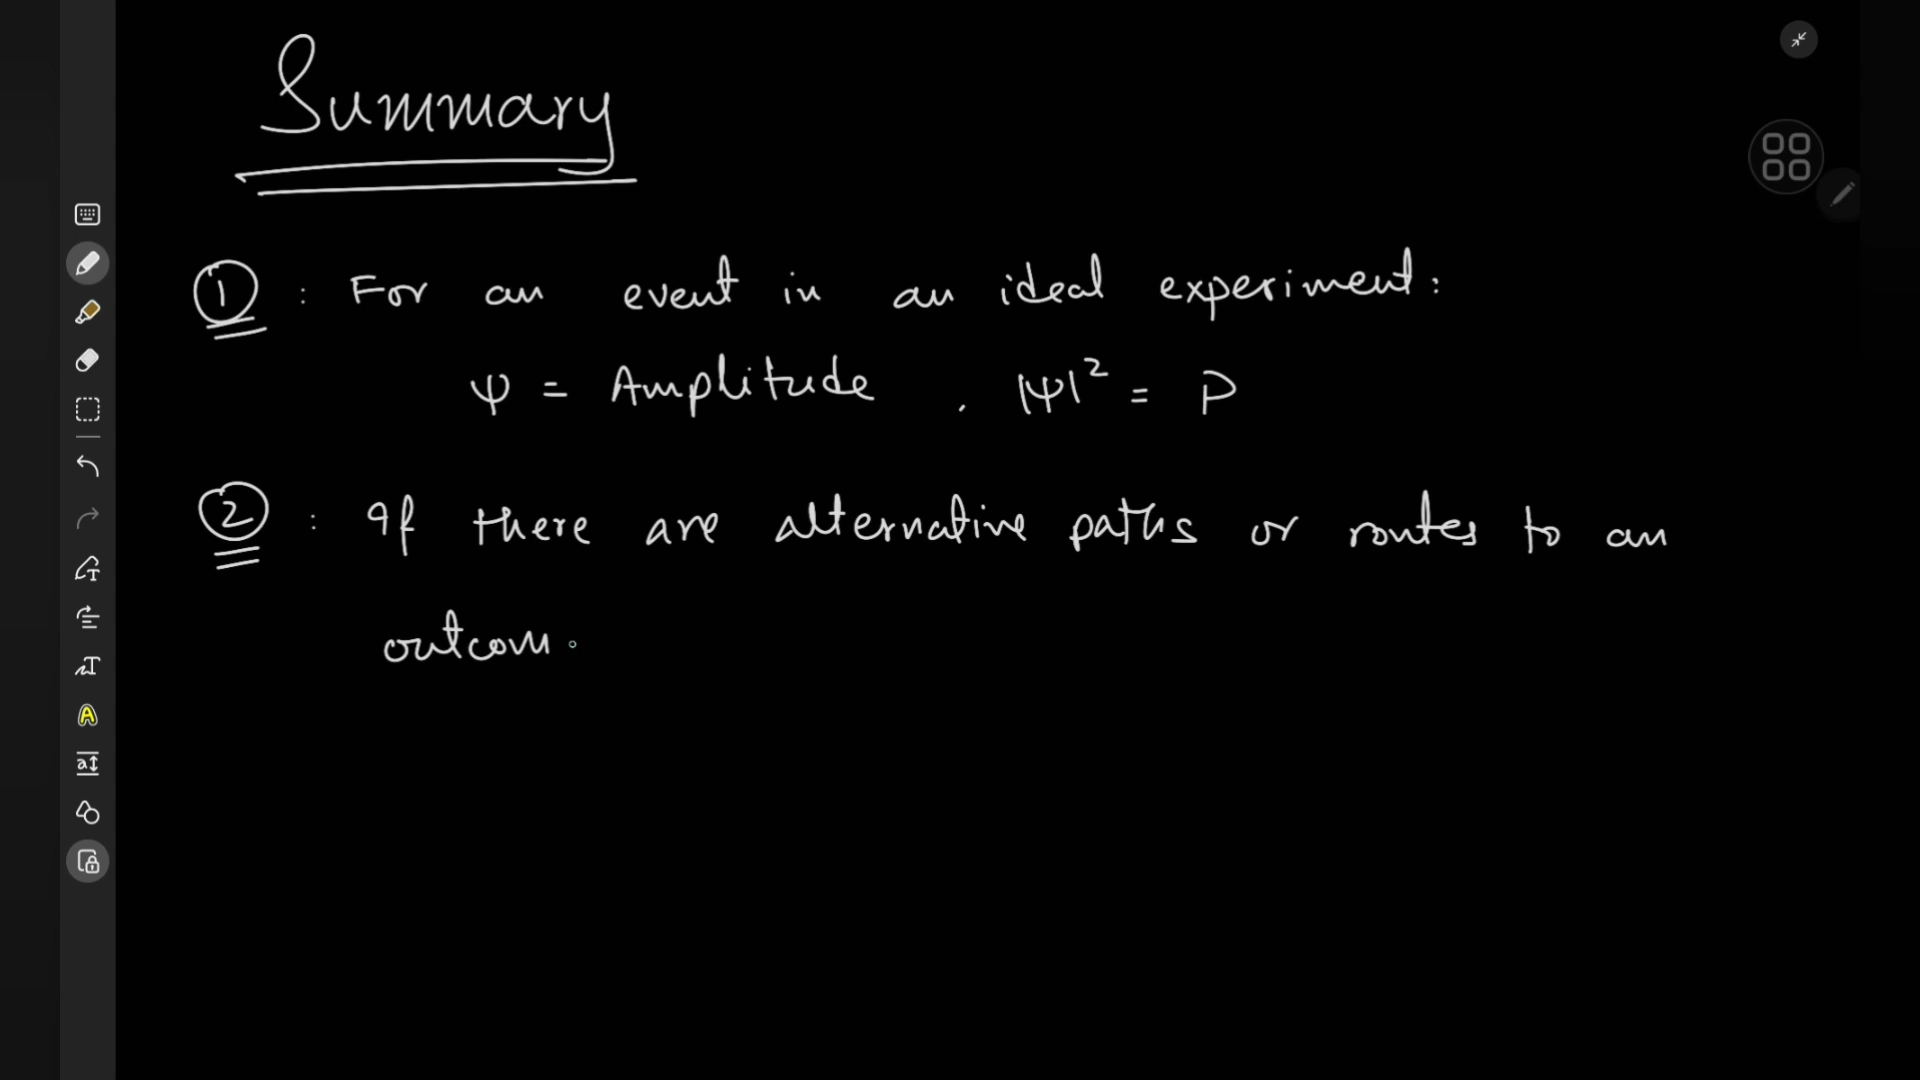 Summary
① : For an event in an ideal experiment:
ψ = Amplitude . |ψ|² = P
② : If there are alternative paths or routes to an
outcom